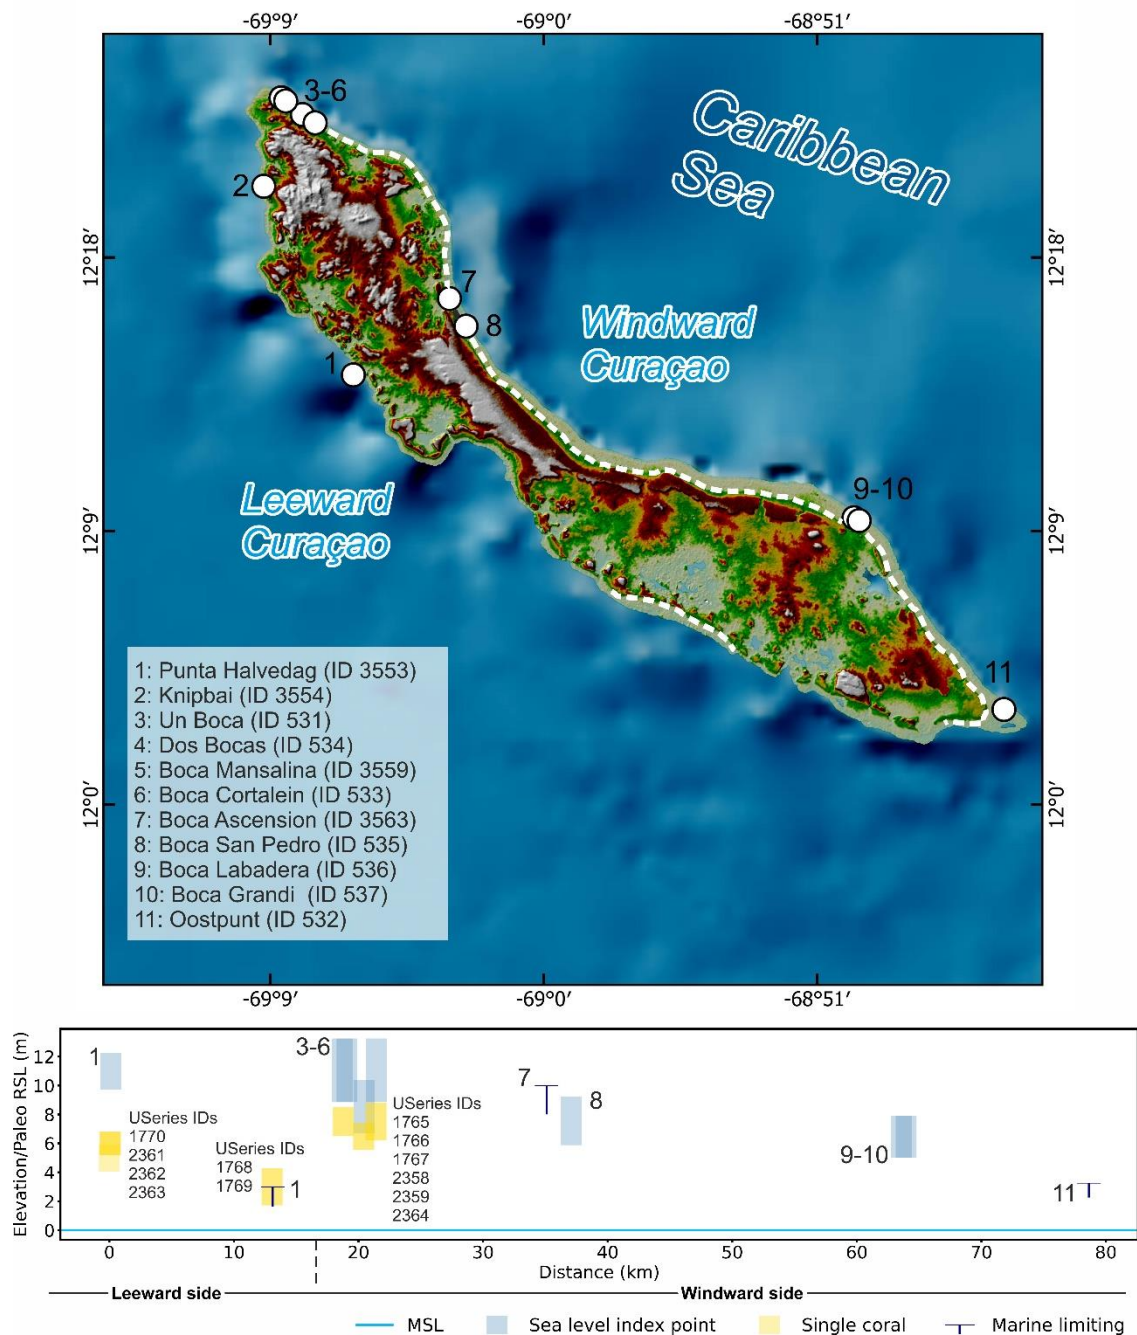 -69°9′
-69°0′
-68°51′
3-6
Caribbean
Sea
2
12°18′
12°18′
7
8
Windward
Curaçao
1
Leeward
Curaçao
9-10
12°9′
12°9′
1: Punta Halvedag (ID 3553)
2: Knipbai (ID 3554)
3: Un Boca (ID 531)
4: Dos Bocas (ID 534)
5: Boca Mansalina (ID 3559)
6: Boca Cortalein (ID 533)
7: Boca Ascension (ID 3563)
8: Boca San Pedro (ID 535)
9: Boca Labadera (ID 536)
10: Boca Grandi (ID 537)
11: Oostpunt (ID 532)
11
12°0′
12°0′
-69°9′
-69°0′
-68°51′
Elevation/Paleo RSL (m)
12
10
8
6
4
2
0
1
USeries IDs
1770
2361
2362
2363
USeries IDs
1768
1769
1
3-6
USeries IDs
1765
1766
1767
2358
2359
2364
7
8
9-10
11
0
10
20
30
40
50
60
70
80
Distance (km)
Leeward side
Windward side
MSL
Sea level index point
Single coral
Marine limiting